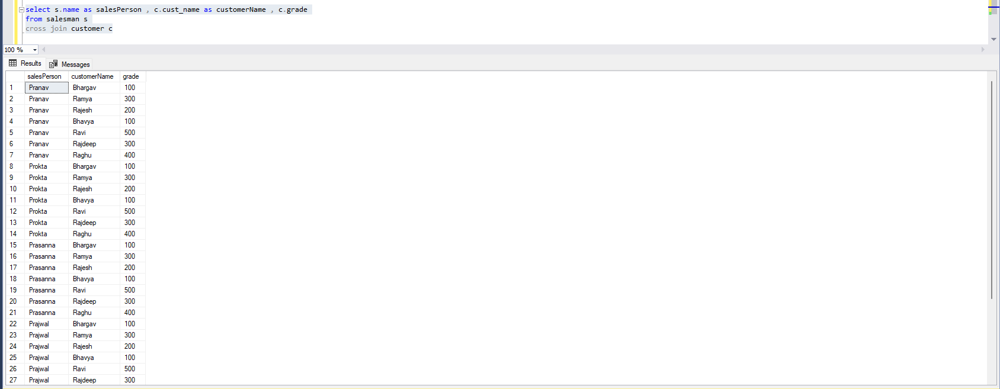 select s.name as salesPerson , c.cust_name as customerName , c.grade
from salesman s
cross join customer c
100 %
Results Messages
salesPerson customerName grade
1 Pranav Bhargav 100
2 Pranav Ramya 300
3 Pranav Rajesh 200
4 Pranav Bhavya 100
5 Pranav Ravi 500
6 Pranav Rajdeep 300
7 Pranav Raghu 400
8 Prokta Bhargav 100
9 Prokta Ramya 300
10 Prokta Rajesh 200
11 Prokta Bhavya 100
12 Prokta Ravi 500
13 Prokta Rajdeep 300
14 Prokta Raghu 400
15 Prasanna Bhargav 100
16 Prasanna Ramya 300
17 Prasanna Rajesh 200
18 Prasanna Bhavya 100
19 Prasanna Ravi 500
20 Prasanna Rajdeep 300
21 Prasanna Raghu 400
22 Prajwal Bhargav 100
23 Prajwal Ramya 300
24 Prajwal Rajesh 200
25 Prajwal Bhavya 100
26 Prajwal Ravi 500
27 Prajwal Rajdeep 300